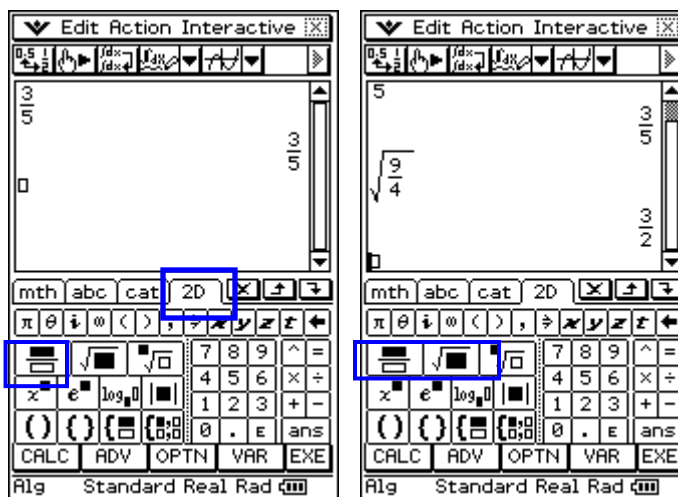 Edit Action Interactive
3
5
3
5
mth abc cat 2D
π θ i ∞ ( ) , ⇒ x y z t ←
√■ ■√□ 7 8 9 ^ =
x■ e■ log■□ |■| 4 5 6 × ÷
1 2 3 + −
( ) { } 0 . E ans
CALC ADV OPTN VAR EXE
Alg Standard Real Rad
Edit Action Interactive
5
3
5
√9
4
3
2
mth abc cat 2D
π θ i ∞ ( ) , ⇒ x y z t ←
√■ ■√□ 7 8 9 ^ =
x■ e■ log■□ |■| 4 5 6 × ÷
1 2 3 + −
( ) { } 0 . E ans
CALC ADV OPTN VAR EXE
Alg Standard Real Rad